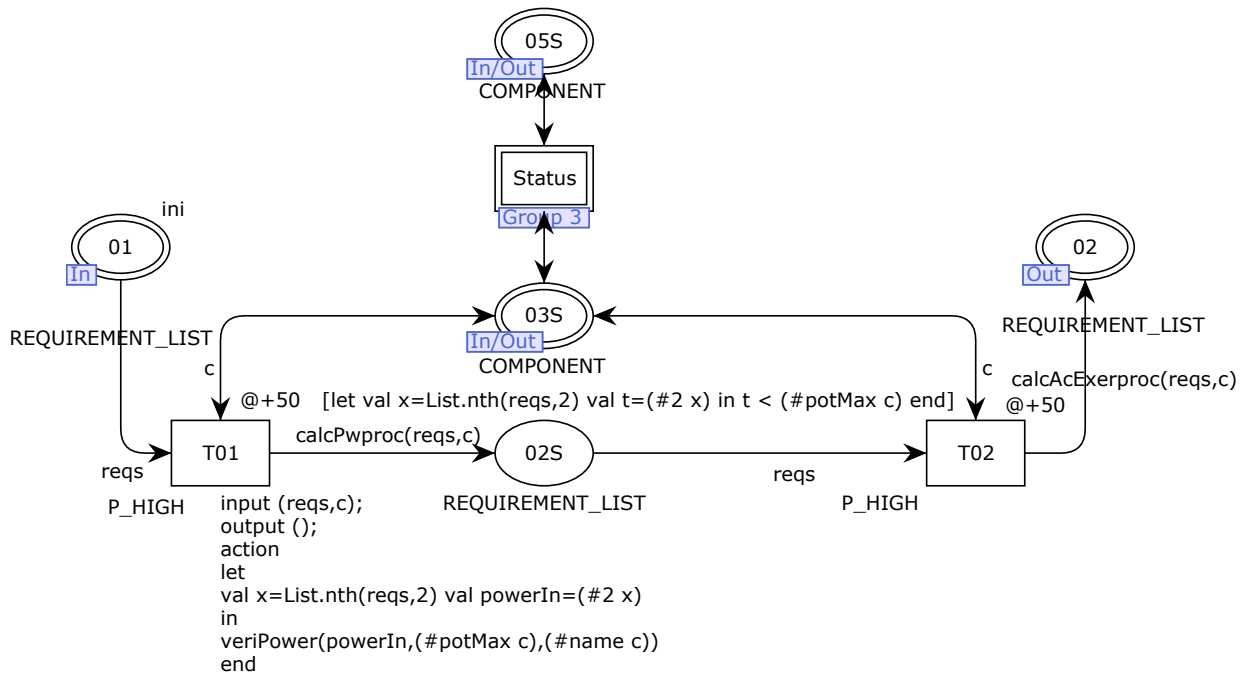 05S
In/Out
COMPONENT
Status
Group 3
ini
01
In
02
Out
REQUIREMENT_LIST
REQUIREMENT_LIST
03S
In/Out
COMPONENT
c
c
calcAcExerproc(reqs,c)
@+50
[let val x=List.nth(reqs,2) val t=(#2 x) in t < (#potMax c) end]
@+50
T01
calcPwproc(reqs,c)
02S
T02
reqs
reqs
P_HIGH
REQUIREMENT_LIST
P_HIGH
input (reqs,c);
output ();
action
let
val x=List.nth(reqs,2) val powerIn=(#2 x)
in
veriPower(powerIn,(#potMax c),(#name c))
end